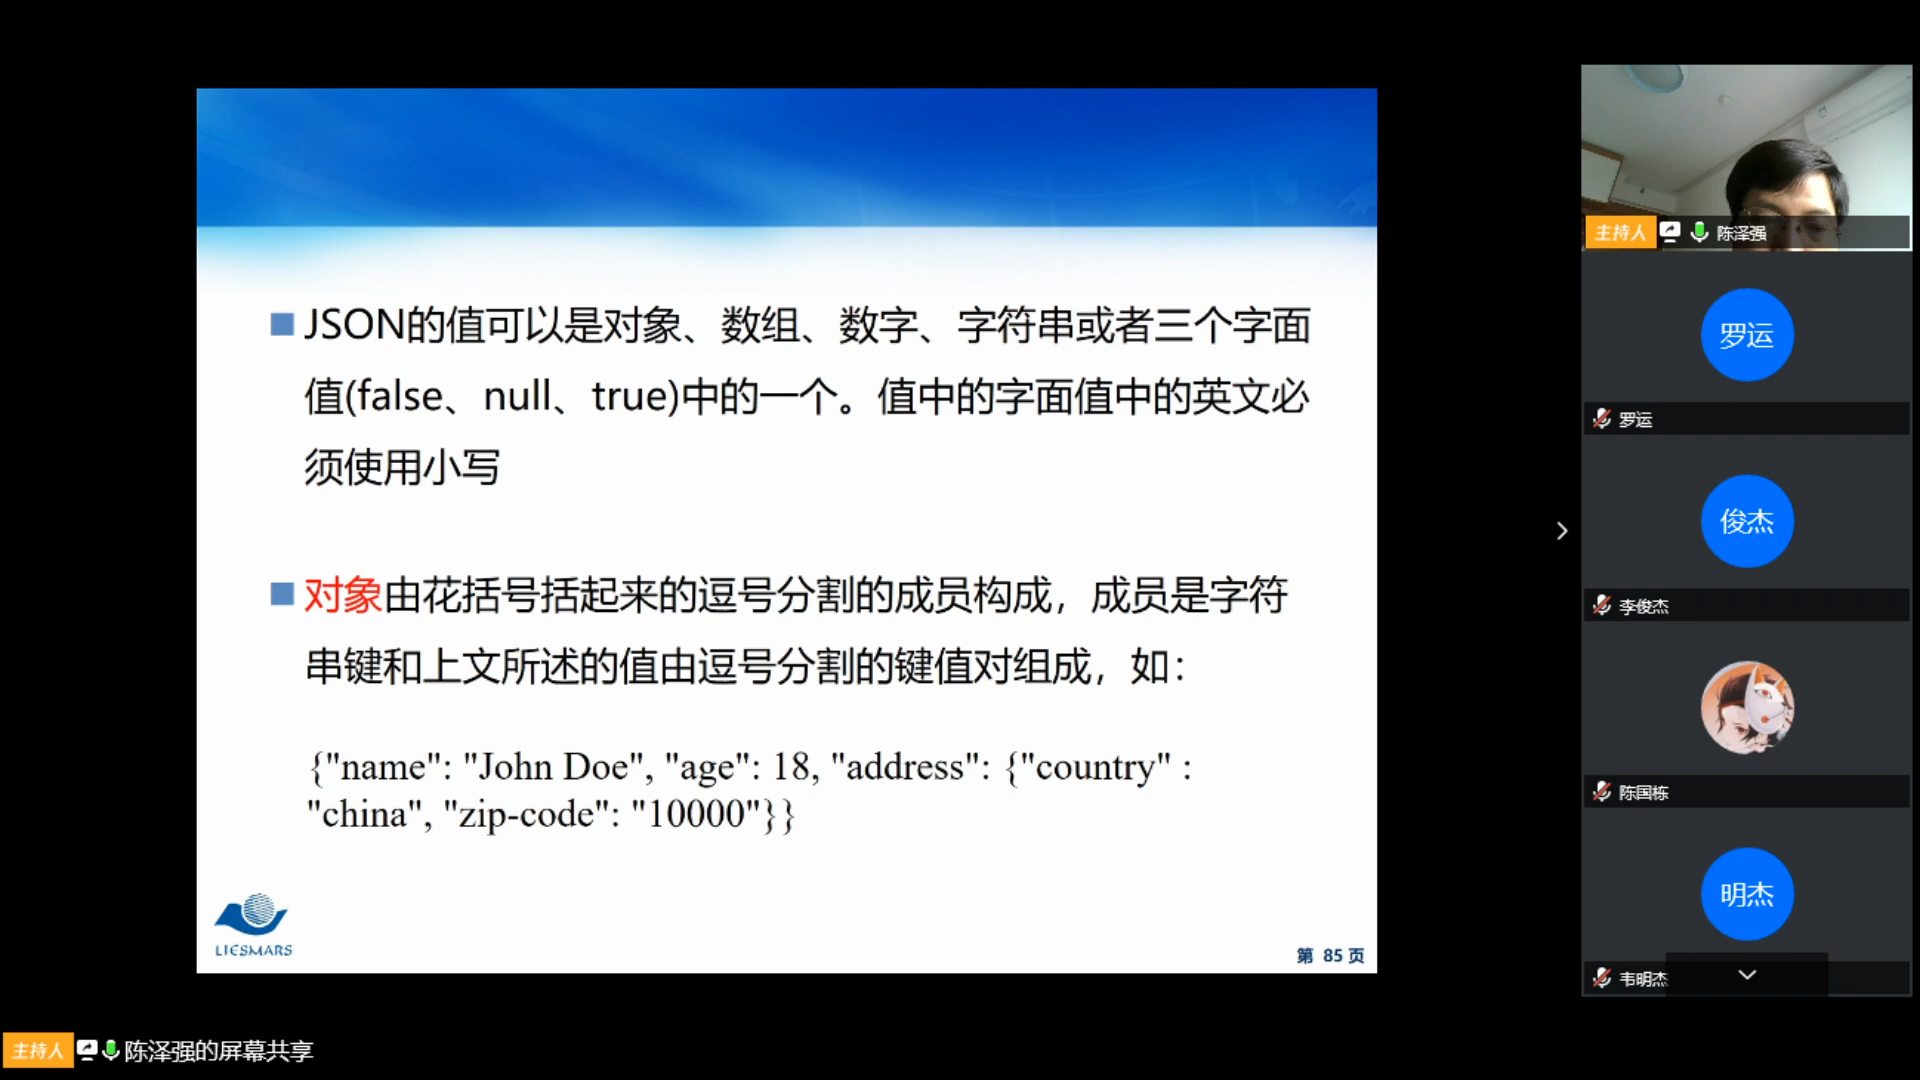 JSON的值可以是对象、数组、数字、字符串或者三个字面
值(false、null、true)中的一个。值中的字面值中的英文必
须使用小写
对象由花括号括起来的逗号分割的成员构成，成员是字符
串键和上文所述的值由逗号分割的键值对组成，如：
{"name": "John Doe", "age": 18, "address": {"country" :
"china", "zip-code": "10000"}}
LIESMARS
第 85 页
主持人 陈泽强
罗运
罗运
俊杰
李俊杰
陈国栋
明杰
韦明杰
主持人 陈泽强的屏幕共享